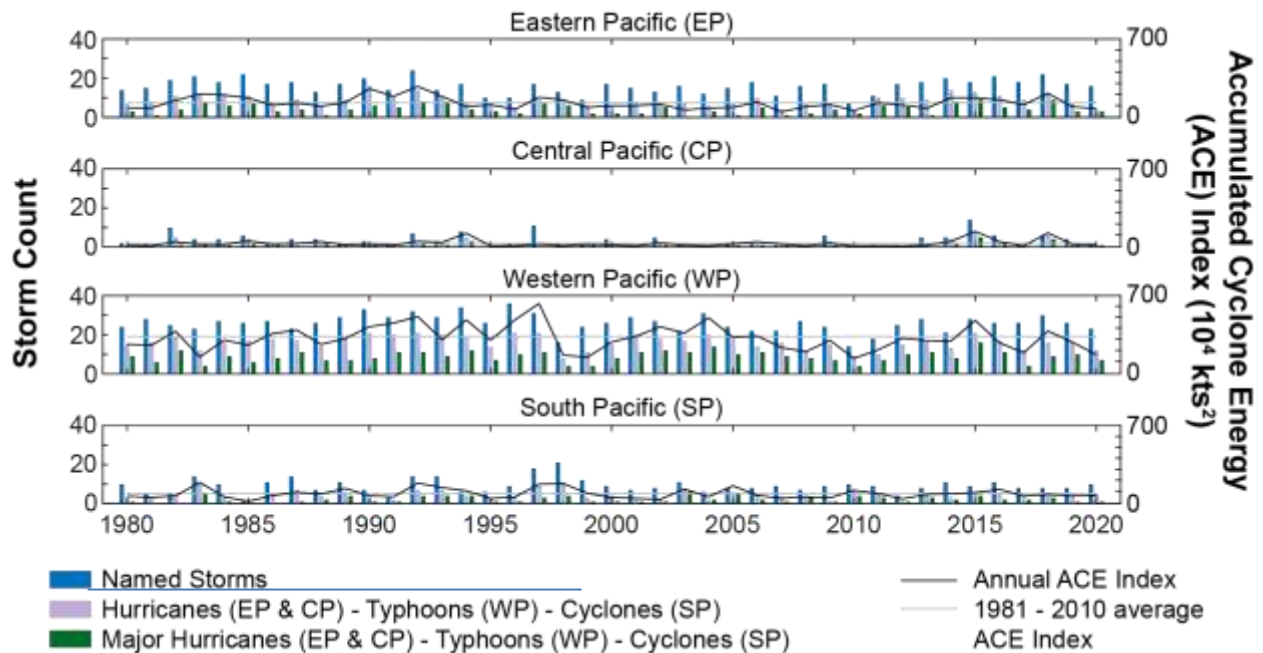 Eastern Pacific (EP)
40
20
0
700
0
Central Pacific (CP)
40
20
0
700
0
Western Pacific (WP)
40
20
0
700
0
South Pacific (SP)
40
20
0
700
0
1980 1985 1990 1995 2000 2005 2010 2015 2020
Storm Count
Accumulated Cyclone Energy
(ACE) Index (10⁴ kts²)
Named Storms
Hurricanes (EP & CP) - Typhoons (WP) - Cyclones (SP)
Major Hurricanes (EP & CP) - Typhoons (WP) - Cyclones (SP)
Annual ACE Index
1981 - 2010 average
ACE Index